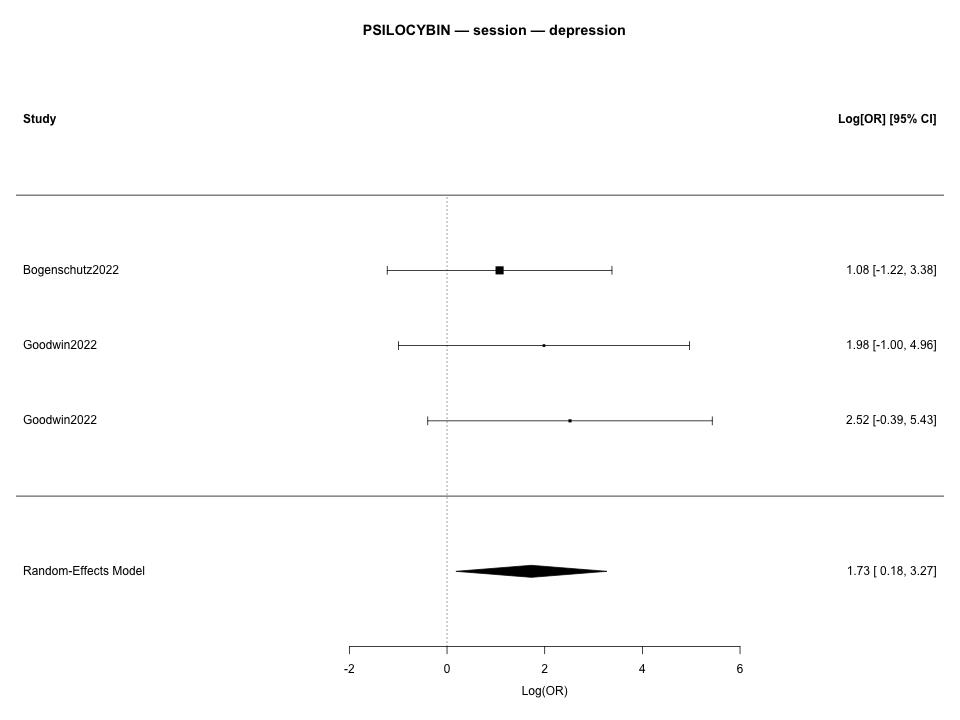 PSILOCYBIN — session — depression
Study Log[OR] [95% CI]
Bogenschutz2022 1.08 [-1.22, 3.38]
Goodwin2022 1.98 [-1.00, 4.96]
Goodwin2022 2.52 [-0.39, 5.43]
Random-Effects Model 1.73 [ 0.18, 3.27]
-2 0 2 4 6
Log(OR)